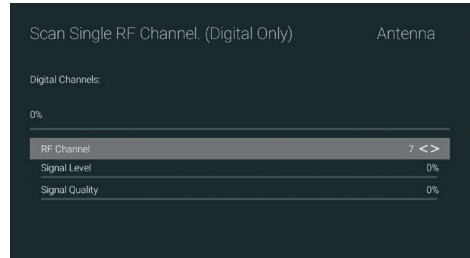 Scan Single RF Channel. (Digital Only) Antenna
Digital Channels:
0%
RF Channel 7 <>
Signal Level 0%
Signal Quality 0%